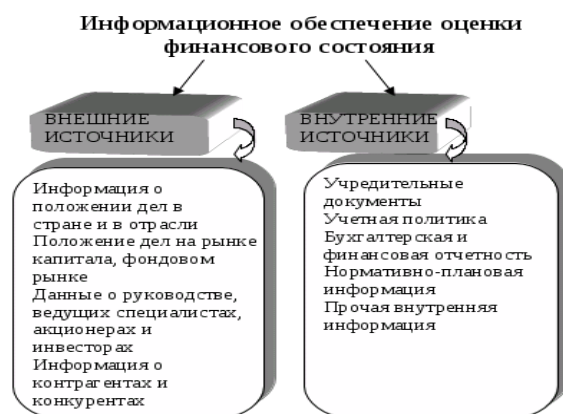 Информационное обеспечение оценки
финансового состояния
ВНЕШНИЕ
ИСТОЧНИКИ
Информация о
положении дел в
стране и в отрасли
Положение дел на рынке
капитала, фондовом
рынке
Данные о руководстве,
ведущих специалистах,
акционерах и
инвесторах
Информация о
контрагентах и
конкурентах
ВНУТРЕННИЕ
ИСТОЧНИКИ
Учредительные
документы
Учетная политика
Бухгалтерская и
финансовая отчетность
Нормативно-плановая
информация
Прочая внутренняя
информация